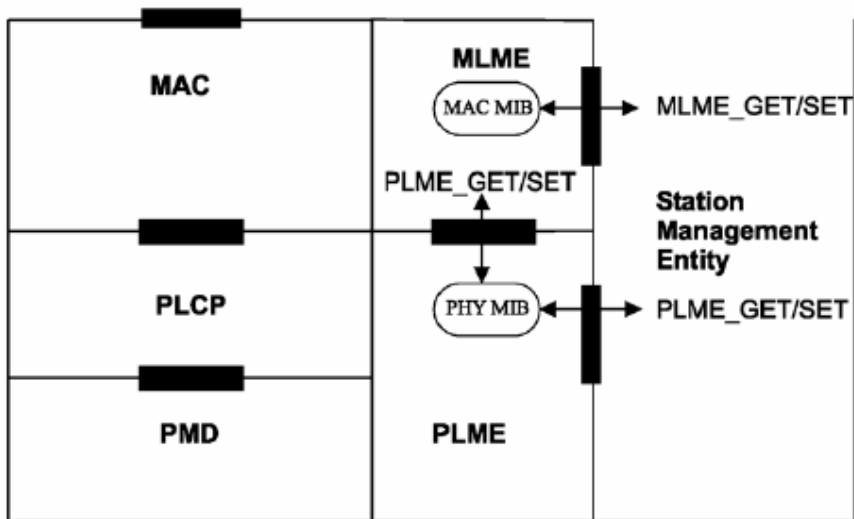 MAC
MLME
MAC MIB
MLME_GET/SET
PLME_GET/SET
Station
Management
Entity
PLCP
PHY MIB
PLME_GET/SET
PMD
PLME